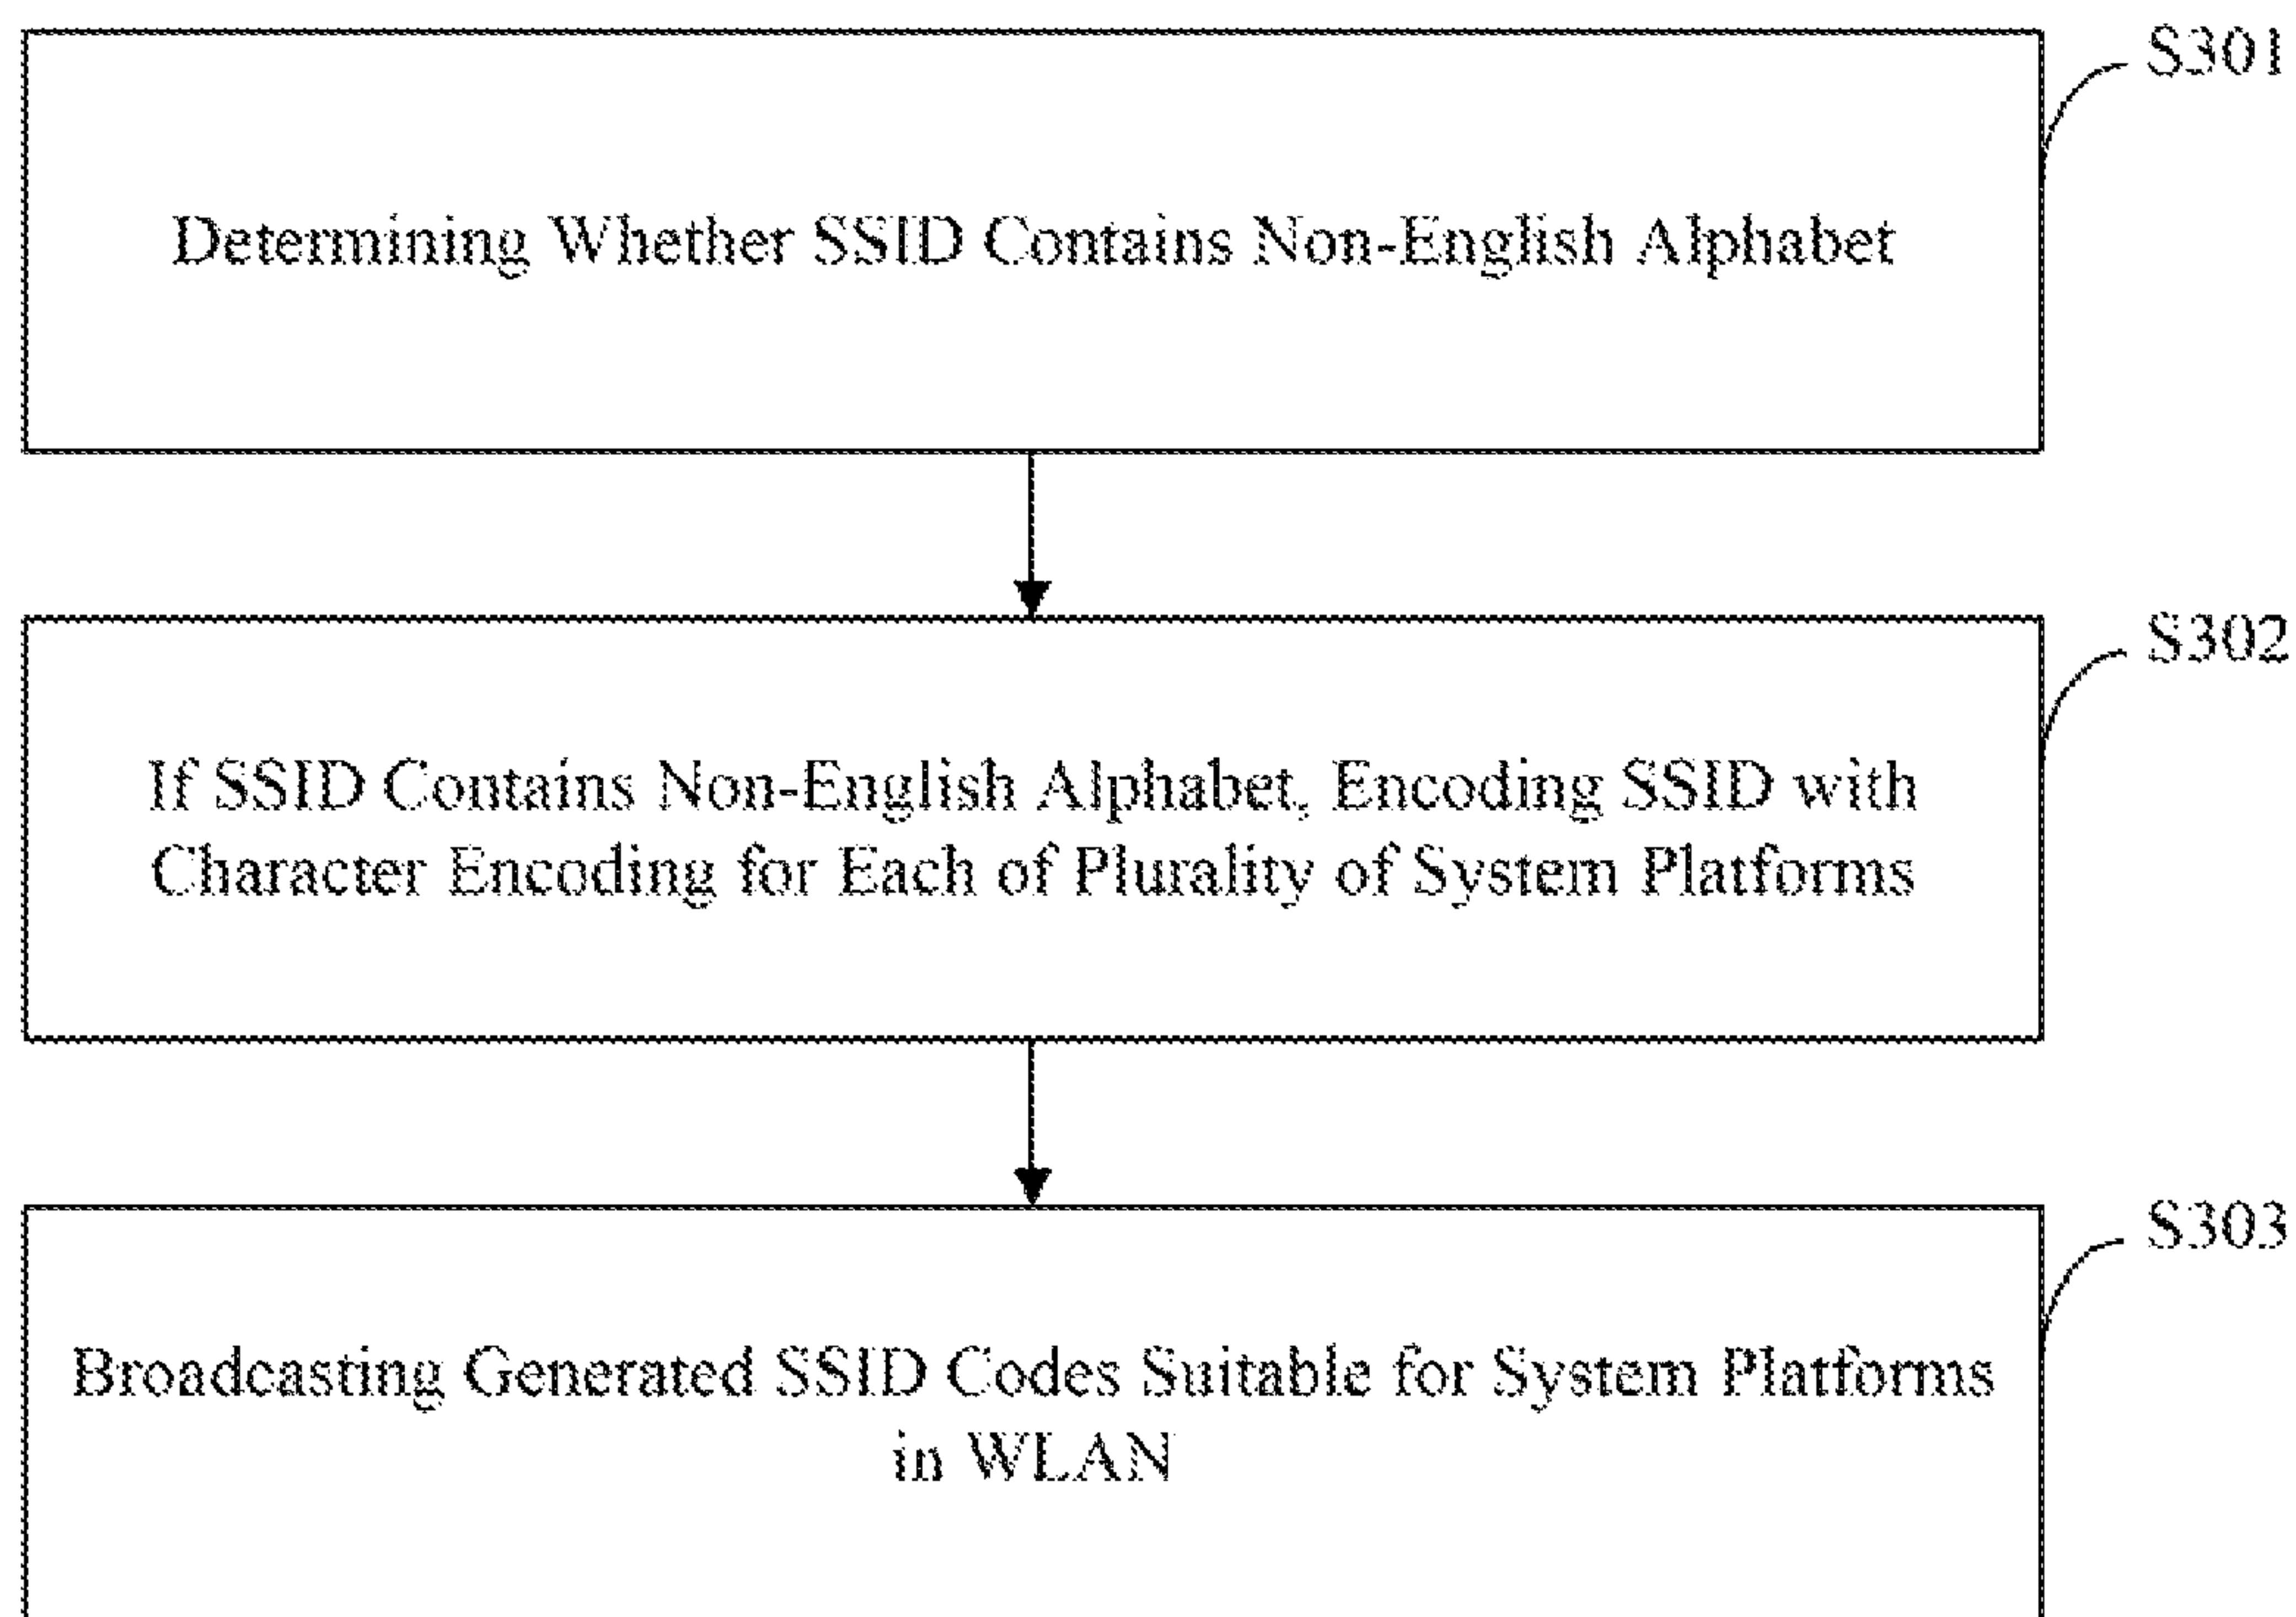 S301
Determining Whether SSID Contains Non-English Alphabet
S302
If SSID Contains Non-English Alphabet, Encoding SSID with
Character Encoding for Each of Plurality of System Platforms
S303
Broadcasting Generated SSID Codes Suitable for System Platforms
in WLAN